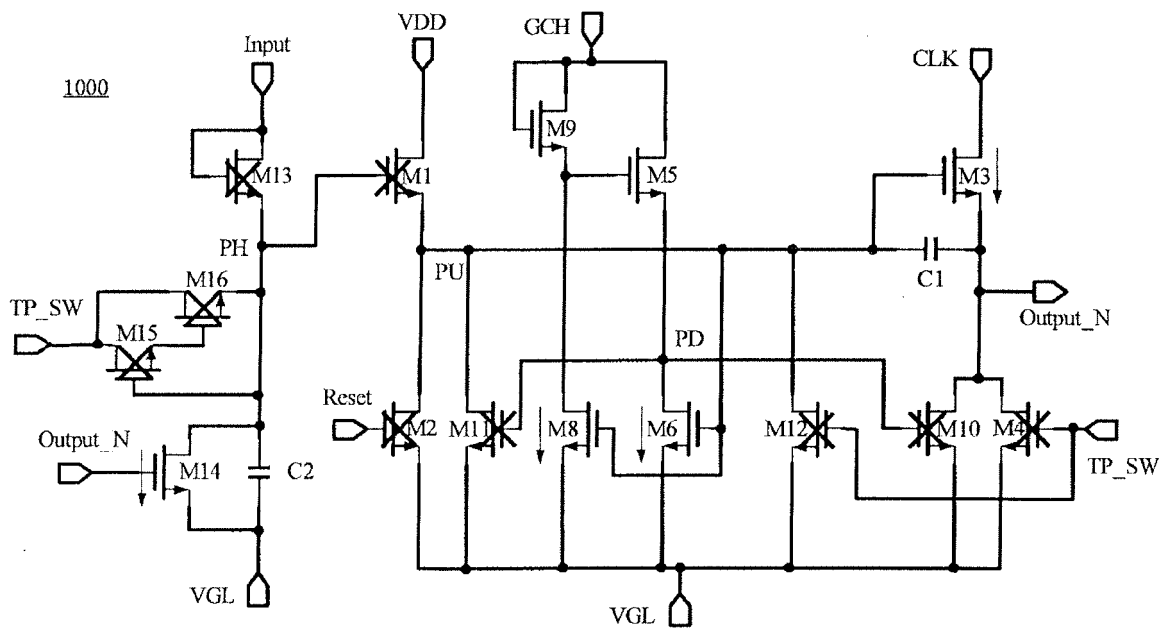 Input
VDD
GCH
CLK
1000
M9
M13
M1
M5
M3
PH
PU
M16
C1
TP_SW
M15
Output_N
PD
Reset
Output_N
M14
C2
M2
M11
M8
M6
M12
M10
M4
TP_SW
VGL
VGL